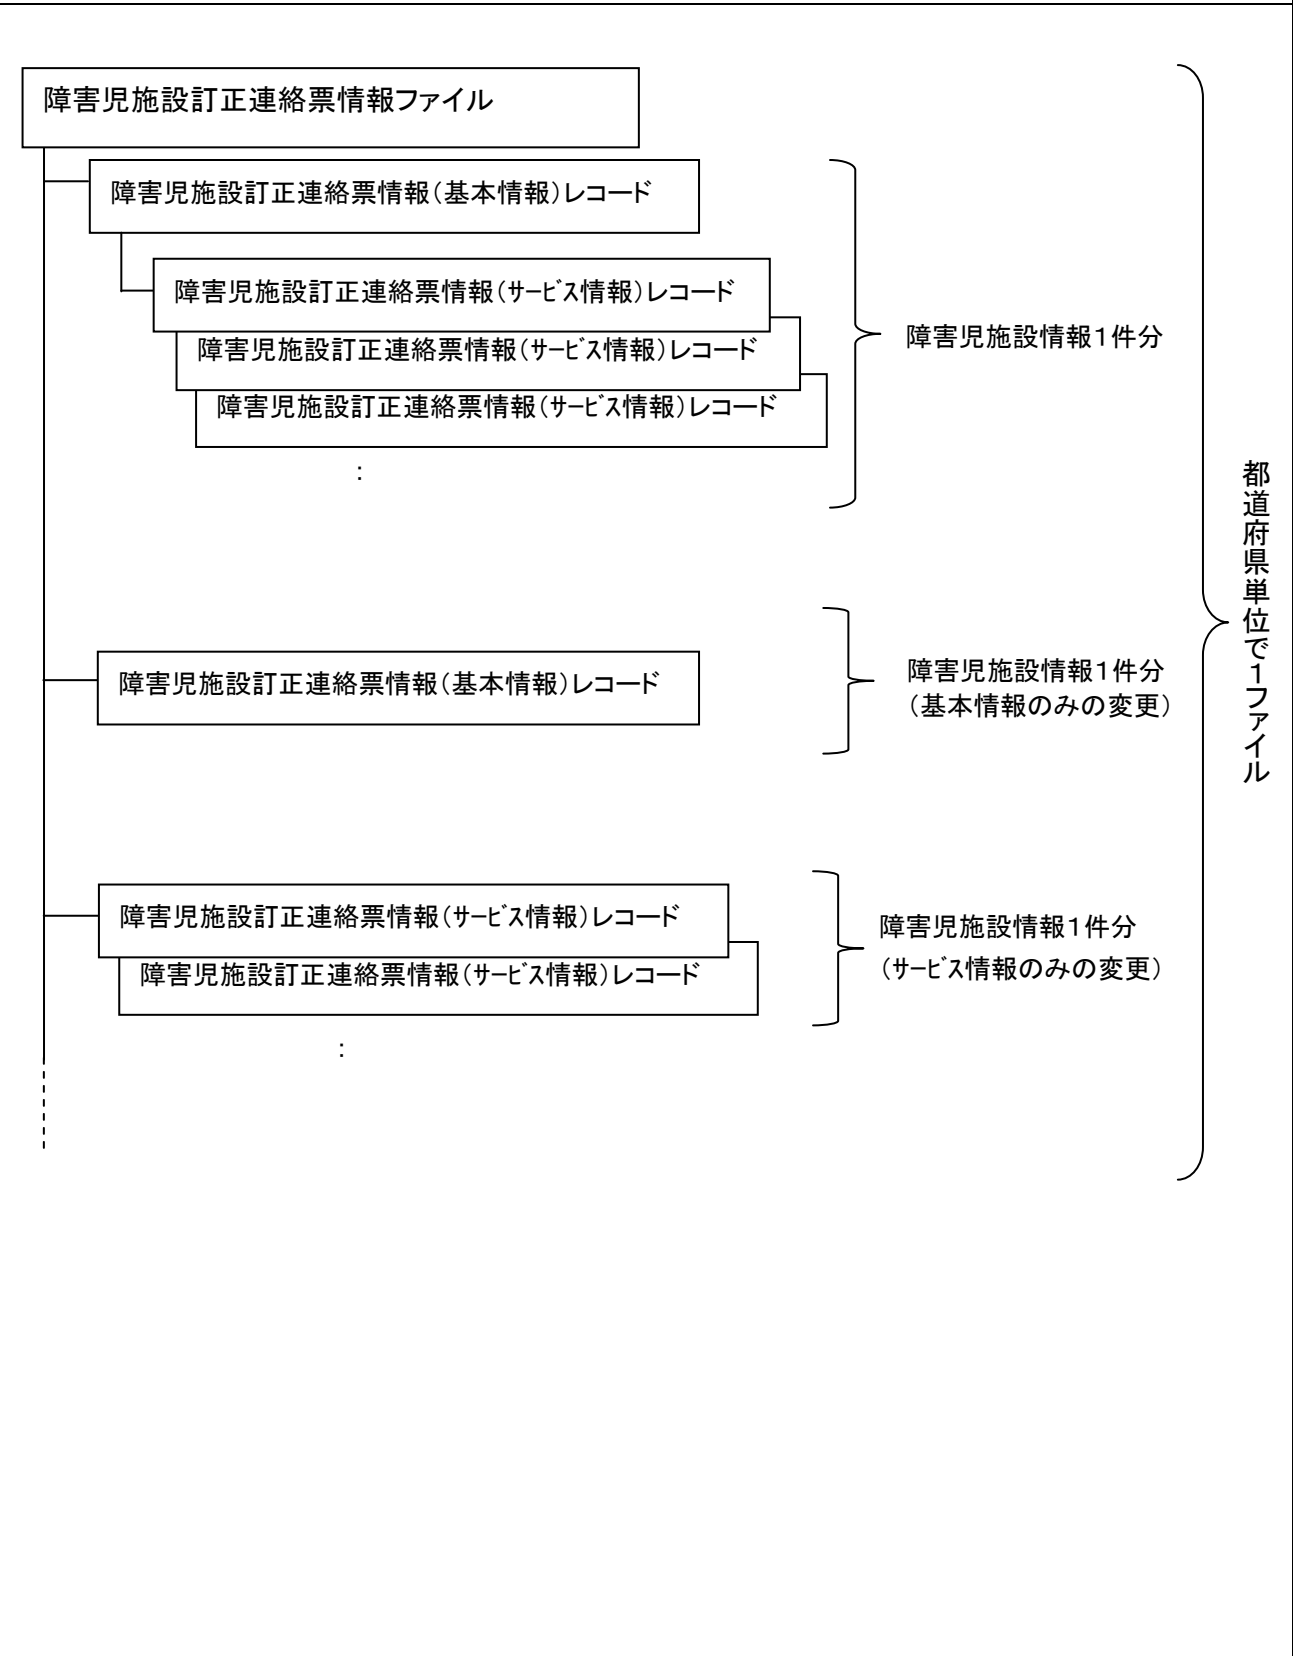 障害児施設訂正連絡票情報ファイル
障害児施設訂正連絡票情報（基本情報）レコード
障害児施設訂正連絡票情報（ｻｰﾋﾞｽ情報）レコード
障害児施設訂正連絡票情報（ｻｰﾋﾞｽ情報）レコード
障害児施設訂正連絡票情報（ｻｰﾋﾞｽ情報）レコード
：
障害児施設情報１件分
障害児施設訂正連絡票情報（基本情報）レコード
障害児施設情報１件分
（基本情報のみの変更）
障害児施設訂正連絡票情報（ｻｰﾋﾞｽ情報）レコード
障害児施設訂正連絡票情報（ｻｰﾋﾞｽ情報）レコード
：
障害児施設情報１件分
（ｻｰﾋﾞｽ情報のみの変更）
都道府県単位で１ファイル